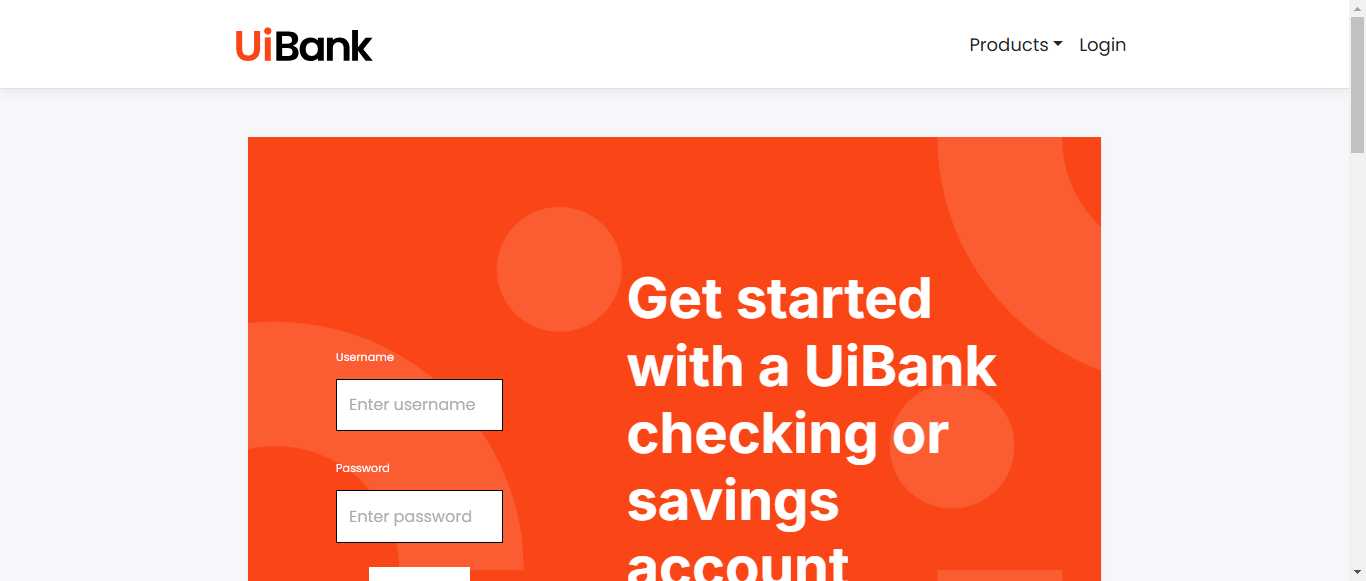 UiBank
Products Login
Get started
with a UiBank
checking or
savings
account
Username
Enter username
Password
Enter password